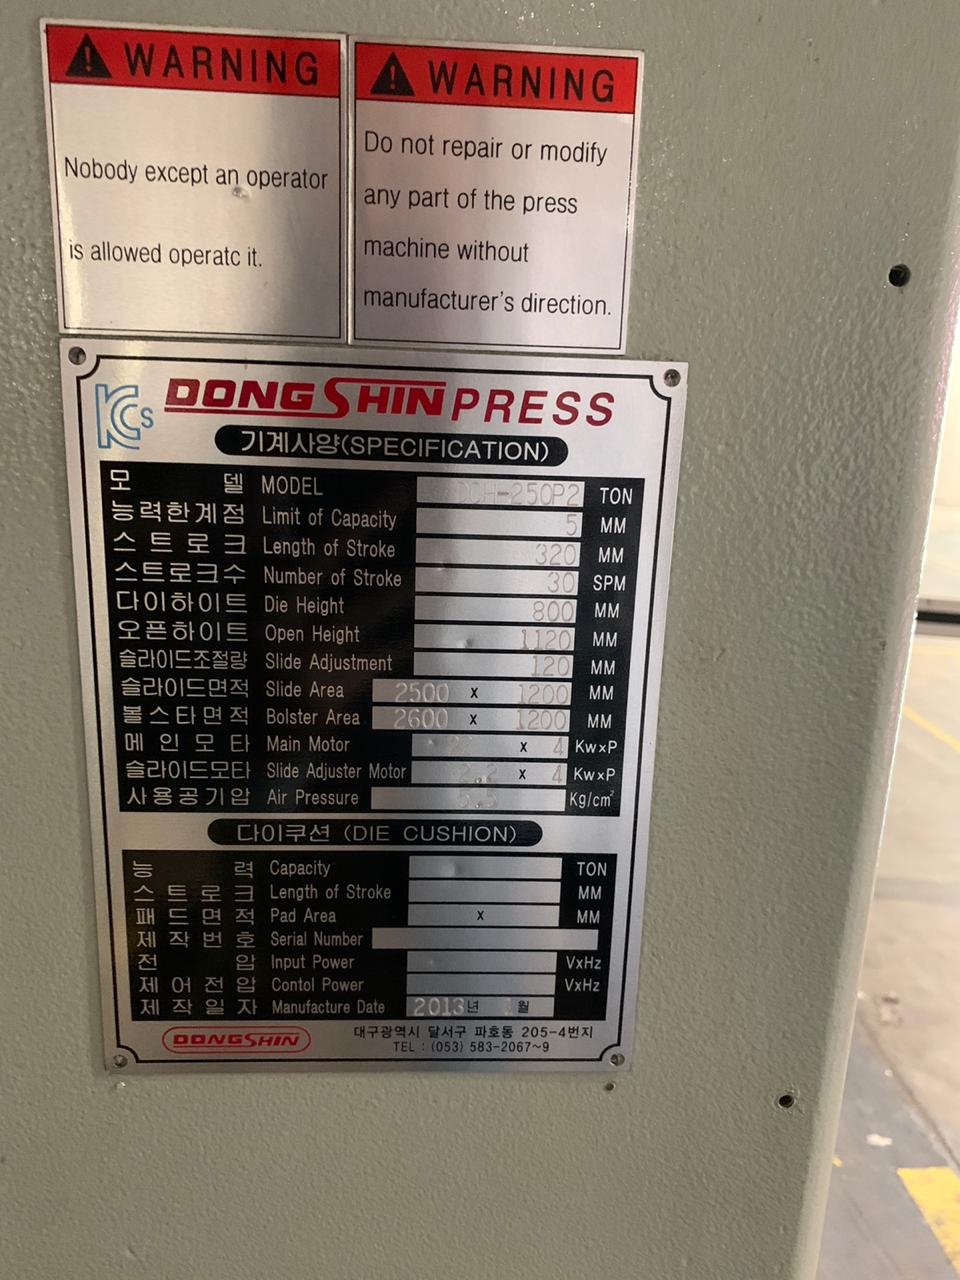 WARNING
Nobody except an operator
is allowed operatc it.
WARNING
Do not repair or modify
any part of the press
machine without
manufacturer's direction.
KCs DONGSHIN PRESS
기계사양(SPECIFICATION)
모 델 MODEL DCH-250P2 TON
능력한계점 Limit of Capacity 5 MM
스트로크 Length of Stroke 320 MM
스트로크수 Number of Stroke 30 SPM
다이하이트 Die Height 800 MM
오픈하이트 Open Height 1120 MM
슬라이드조절량 Slide Adjustment 120 MM
슬라이드면적 Slide Area 2500 x 1200 MM
볼스타면적 Bolster Area 2600 x 1200 MM
메인모타 Main Motor x 4 KwxP
슬라이드모타 Slide Adjuster Motor 2.2 x 4 KwxP
사용공기압 Air Pressure 5.5 Kg/cm²
다이쿠션 (DIE CUSHION)
능 력 Capacity TON
스트로크 Length of Stroke MM
패드면적 Pad Area x MM
제작번호 Serial Number
전 압 Input Power VxHz
제어전압 Contol Power VxHz
제작일자 Manufacture Date 2013년 월
DONGSHIN
대구광역시 달서구 파호동 205-4번지
TEL : (053) 583-2067~9